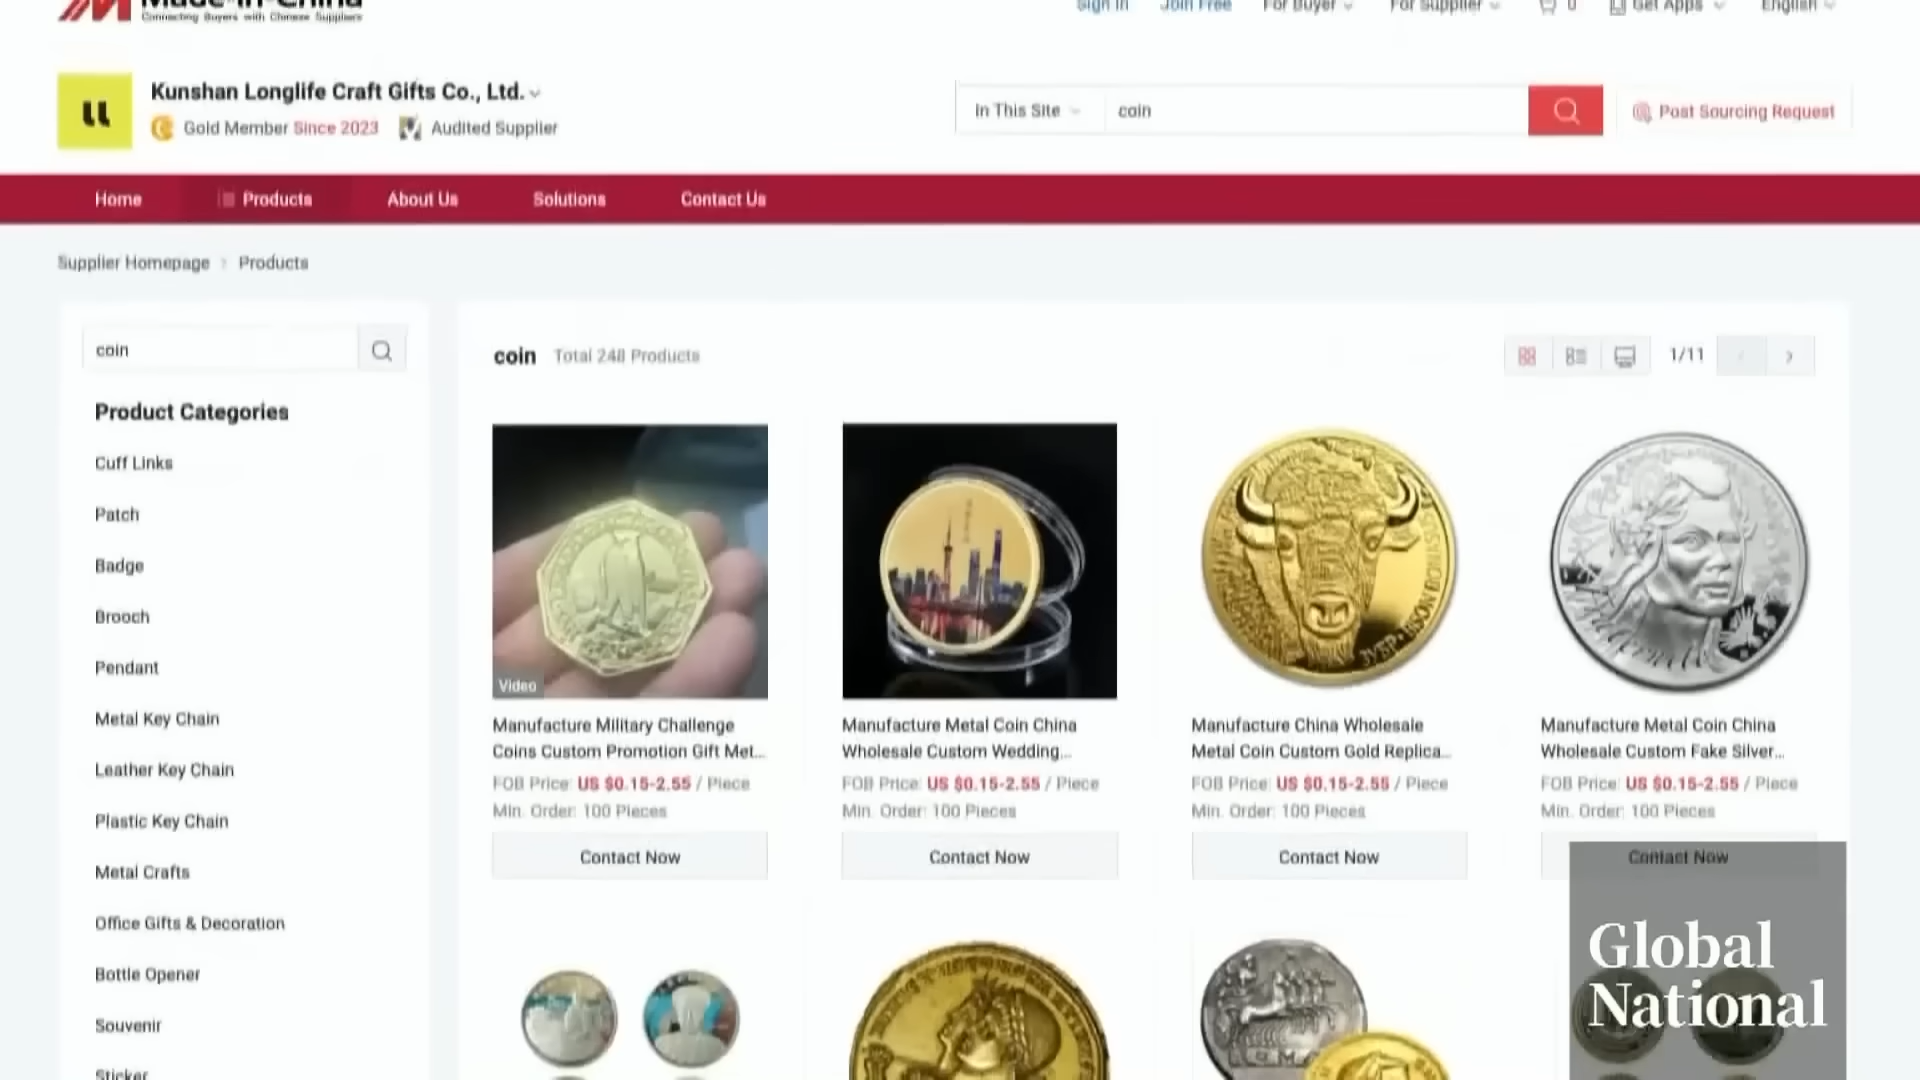 Made-in-China
Connecting Buyers with Chinese Suppliers
Sign In
Join Free
For Buyer
For Supplier
0
Get Apps
English
Kunshan Longlife Craft Gifts Co., Ltd.
Gold Member Since 2023
Audited Supplier
In This Site
coin
Post Sourcing Request
Home
Products
About Us
Solutions
Contact Us
Supplier Homepage
Products
coin
Product Categories
Cuff Links
Patch
Badge
Brooch
Pendant
Metal Key Chain
Leather Key Chain
Plastic Key Chain
Metal Crafts
Office Gifts & Decoration
Bottle Opener
Souvenir
Sticker
coin Total 248 Products
1/11
Video
Manufacture Military Challenge
Coins Custom Promotion Gift Met...
FOB Price: US $0.15-2.55 / Piece
Min. Order: 100 Pieces
Contact Now
Manufacture Metal Coin China
Wholesale Custom Wedding...
FOB Price: US $0.15-2.55 / Piece
Min. Order: 100 Pieces
Contact Now
Manufacture China Wholesale
Metal Coin Custom Gold Replica...
FOB Price: US $0.15-2.55 / Piece
Min. Order: 100 Pieces
Contact Now
Manufacture Metal Coin China
Wholesale Custom Fake Silver...
FOB Price: US $0.15-2.55 / Piece
Min. Order: 100 Pieces
Contact Now
Global
National